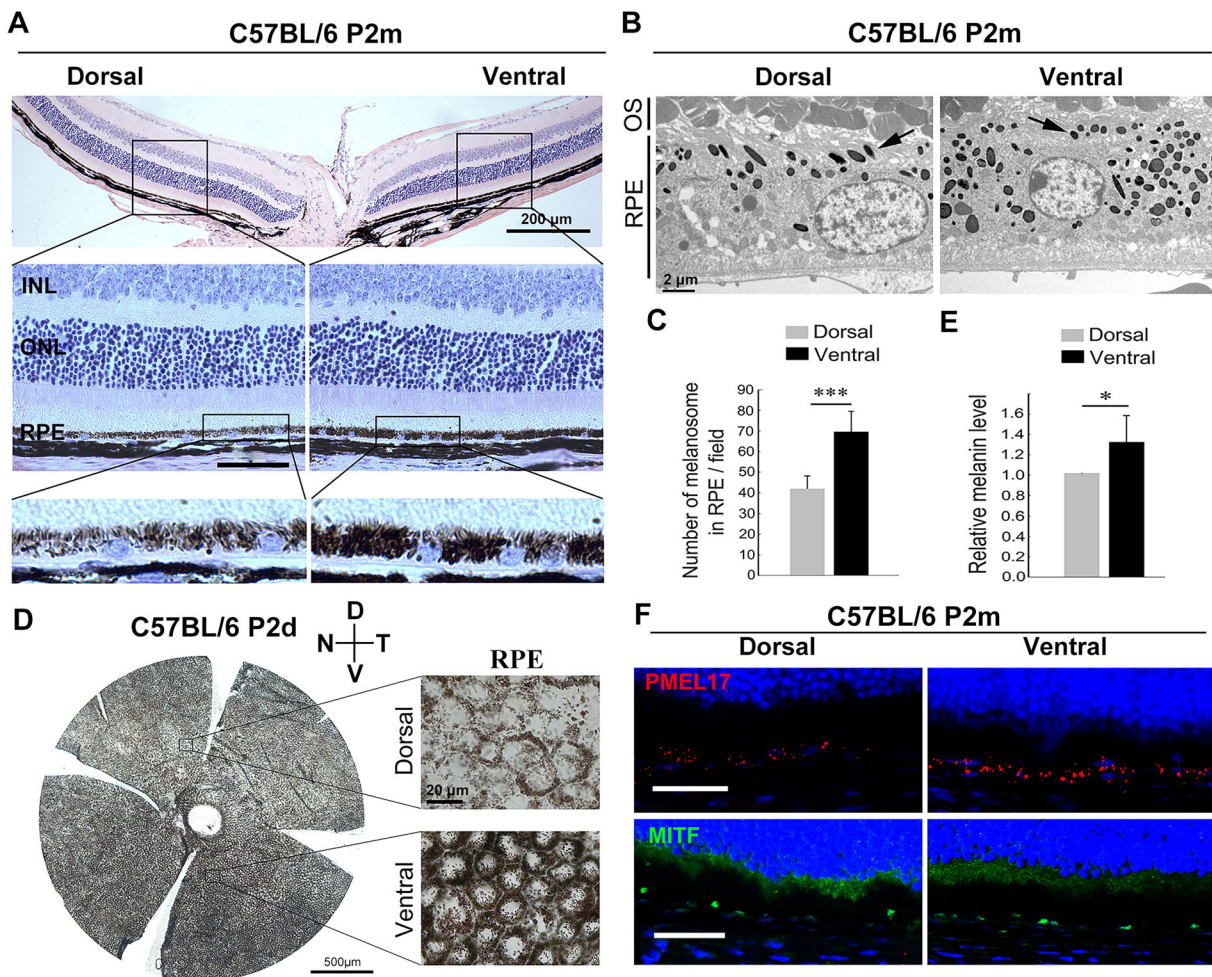 A
C57BL/6 P2m
Dorsal Ventral
200 µm
INL
ONL
RPE
B
C57BL/6 P2m
Dorsal Ventral
OS
RPE
2 µm
C
Dorsal
Ventral
Number of melanosome
in RPE / field
90
80
70
60
50
40
30
20
10
0
***
E
Dorsal
Ventral
Relative melanin level
1.6
1.4
1.2
1.0
0.8
0.6
0.4
0.2
0.0
*
D
C57BL/6 P2d
D
N T
V
RPE
Dorsal
20 µm
Ventral
500µm
F
C57BL/6 P2m
Dorsal Ventral
PMEL17
MITF